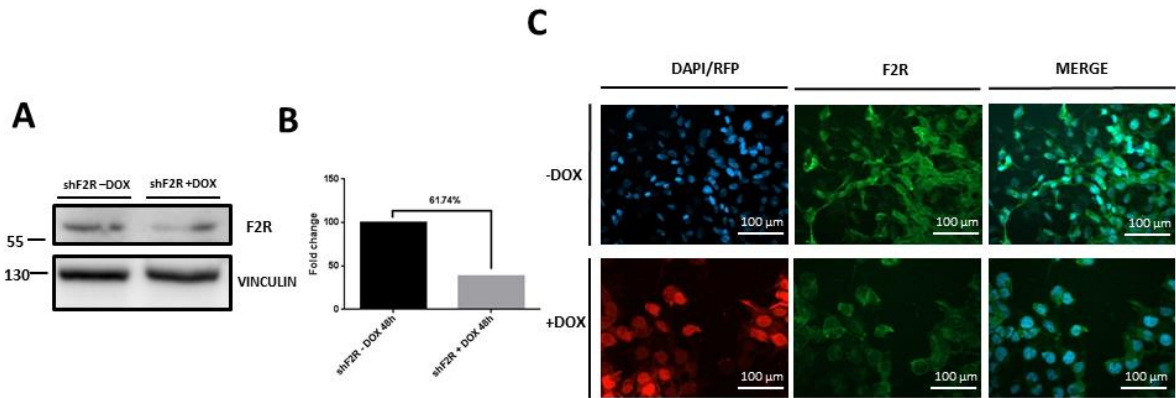 C
DAPI/RFP
F2R
MERGE
A
B
shF2R –DOX
shF2R +DOX
F2R
55
130
VINCULIN
150
100
50
0
Fold change
61.74%
shF2R - DOX 48h
shF2R + DOX 48h
-DOX
100 µm
100 µm
100 µm
+DOX
100 µm
100 µm
100 µm